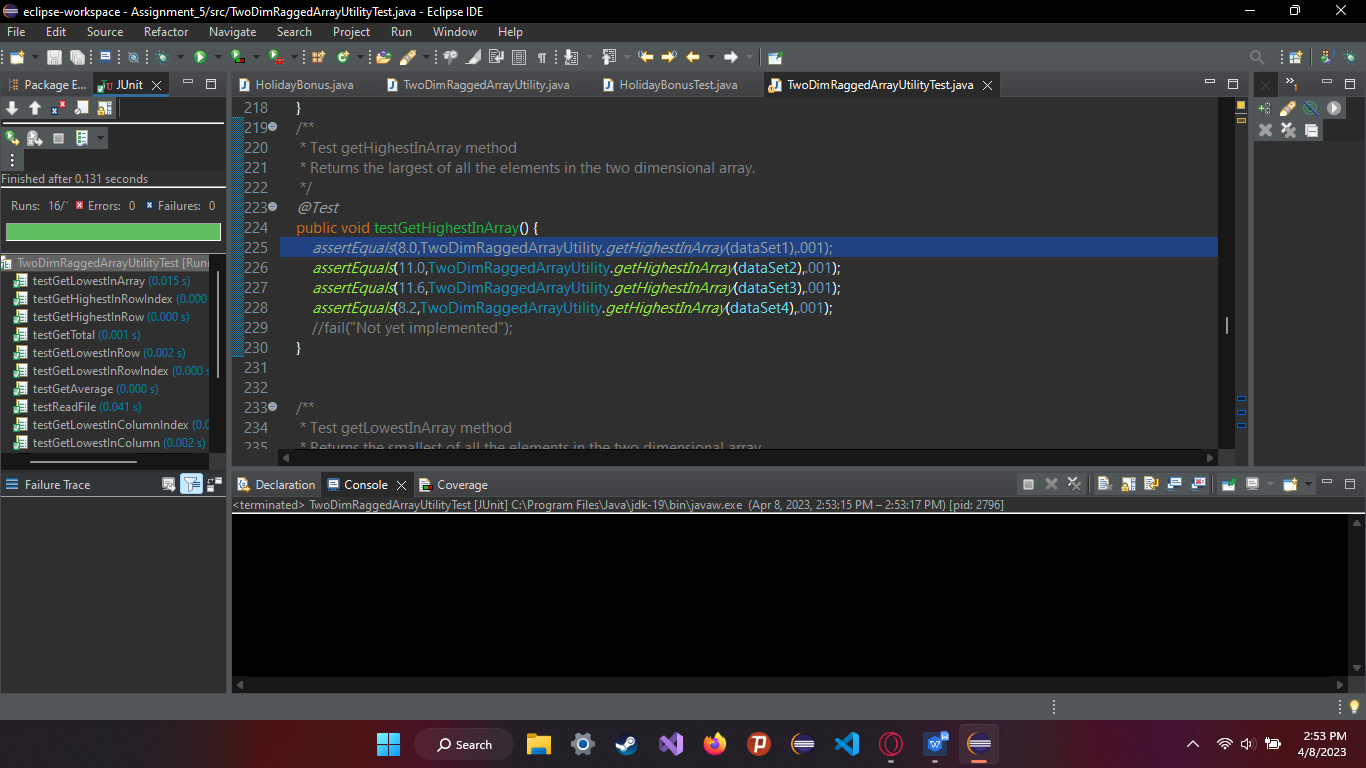 eclipse-workspace - Assignment_5/src/TwoDimRaggedArrayUtilityTest.java - Eclipse IDE
File Edit Source Refactor Navigate Search Project Run Window Help
Package E... JUnit
HolidayBonus.java TwoDimRaggedArrayUtility.java HolidayBonusTest.java TwoDimRaggedArrayUtilityTest.java
Finished after 0.131 seconds
Runs: 16/ Errors: 0 Failures: 0
TwoDimRaggedArrayUtilityTest [Run
testGetLowestInArray (0.015 s)
testGetHighestInRowIndex (0.000
testGetHighestInRow (0.000 s)
testGetTotal (0.001 s)
testGetLowestInRow (0.002 s)
testGetLowestInRowIndex (0.000 s
testGetAverage (0.000 s)
testReadFile (0.041 s)
testGetLowestInColumnIndex (0.0
testGetLowestInColumn (0.002 s)
Failure Trace
218 }
219 /**
220 * Test getHighestInArray method
221 * Returns the largest of all the elements in the two dimensional array.
222 */
223 @Test
224 public void testGetHighestInArray() {
225 assertEquals(8.0,TwoDimRaggedArrayUtility.getHighestInArray(dataSet1),.001);
226 assertEquals(11.0,TwoDimRaggedArrayUtility.getHighestInArray(dataSet2),.001);
227 assertEquals(11.6,TwoDimRaggedArrayUtility.getHighestInArray(dataSet3),.001);
228 assertEquals(8.2,TwoDimRaggedArrayUtility.getHighestInArray(dataSet4),.001);
229 //fail("Not yet implemented");
230 }
231
232
233 /**
234 * Test getLowestInArray method
235 * Returns the smallest of all the elements in the two dimensional array
Declaration Console Coverage
<terminated> TwoDimRaggedArrayUtilityTest [JUnit] C:\Program Files\Java\jdk-19\bin\javaw.exe (Apr 8, 2023, 2:53:15 PM – 2:53:17 PM) [pid: 2796]
Search
2:53 PM
4/8/2023